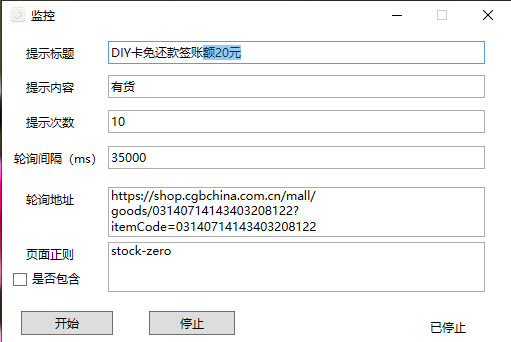 监控
提示标题 DIY卡免还款签账额20元
提示内容 有货
提示次数 10
轮询间隔（ms） 35000
轮询地址 https://shop.cgbchina.com.cn/mall/
goods/03140714143403208122?
itemCode=03140714143403208122
页面正则 stock-zero
是否包含
开始 停止 已停止